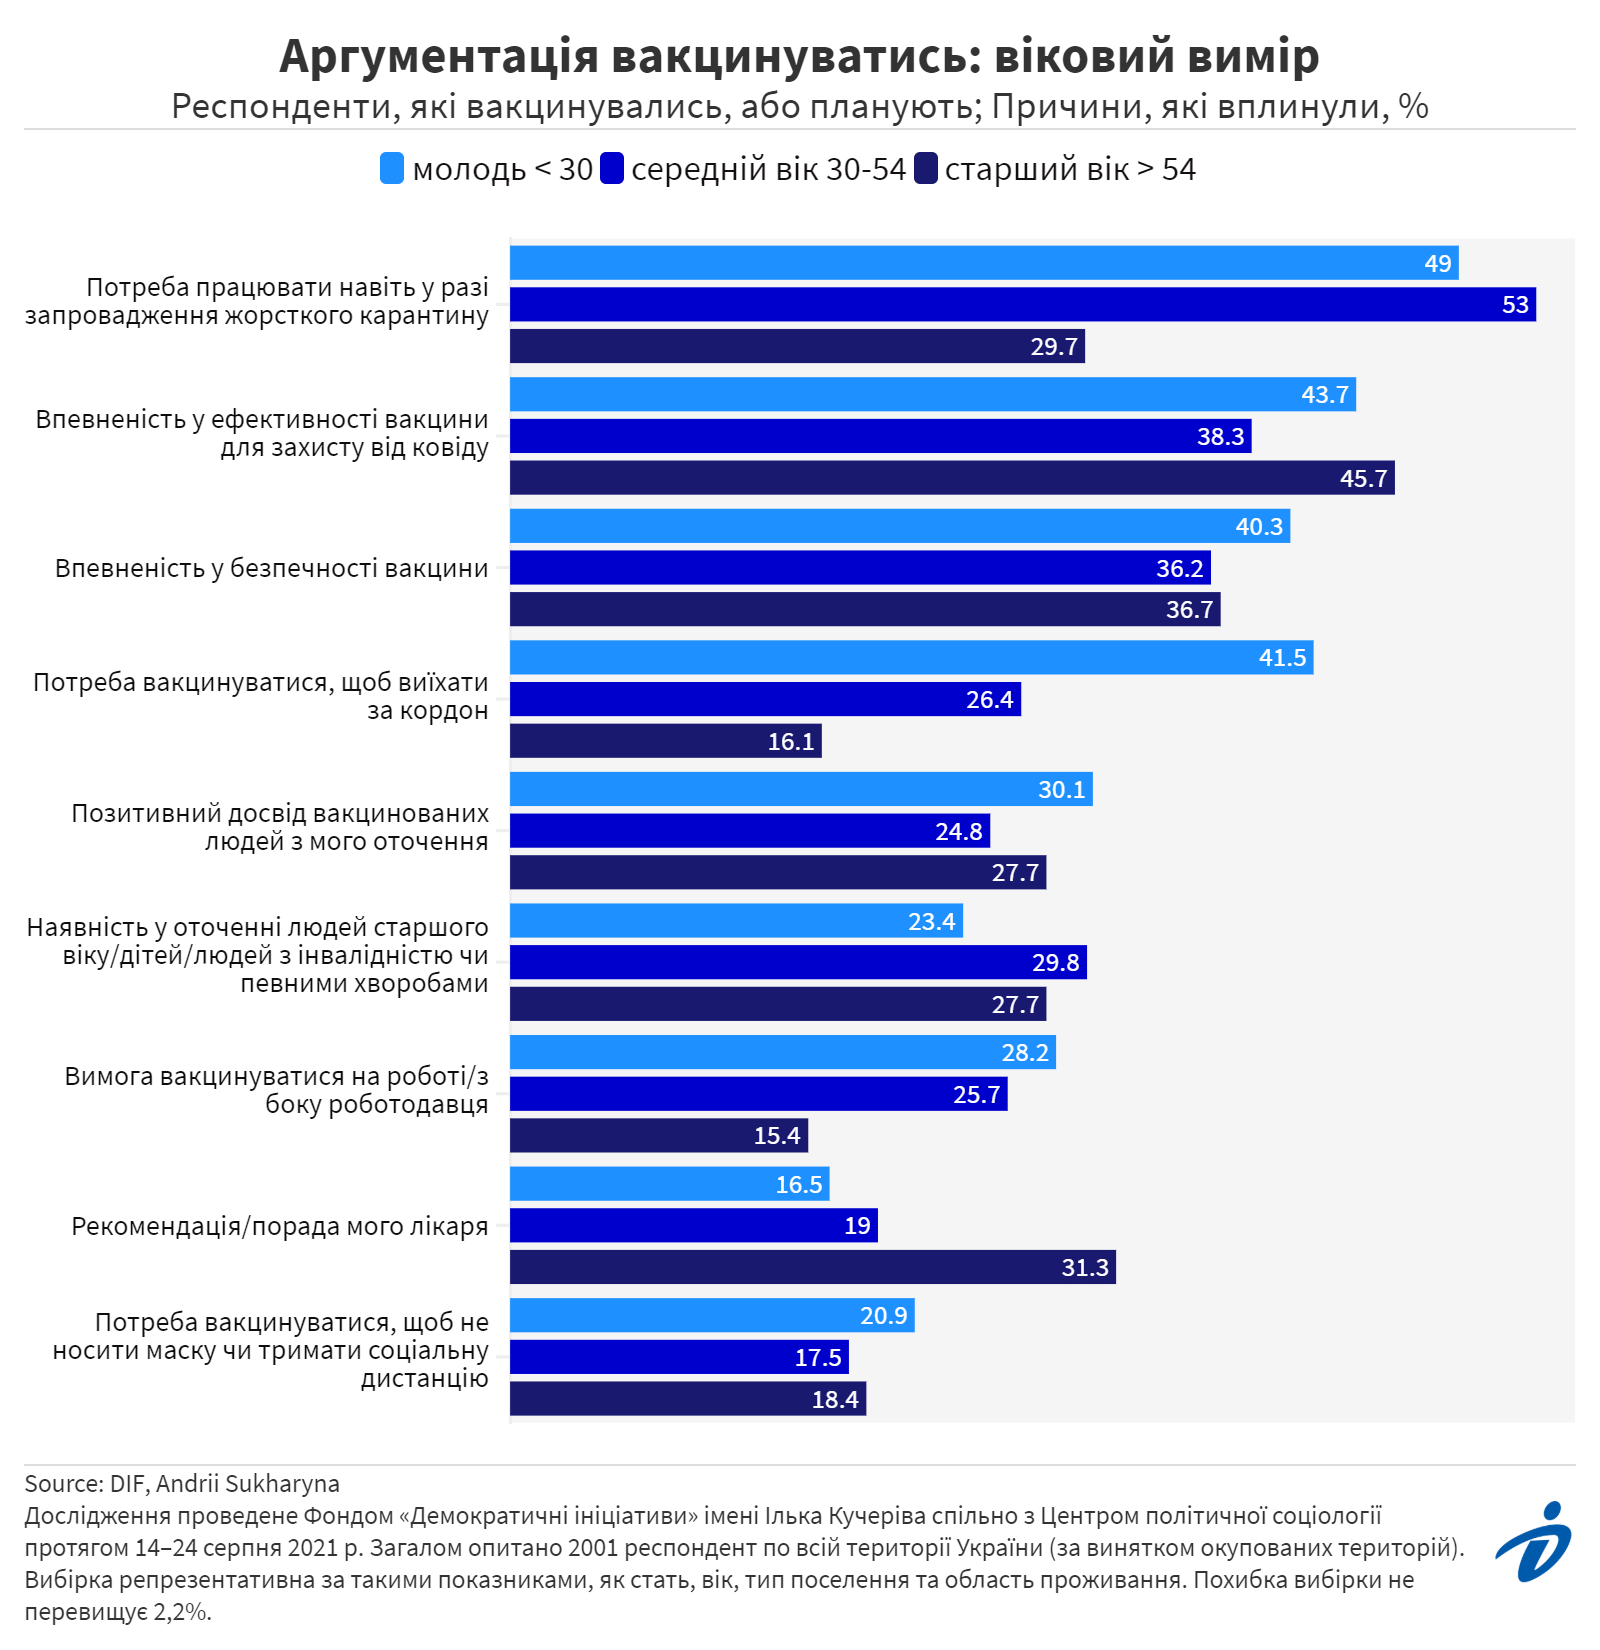 Аргументація вакцинуватись: віковий вимір
Респонденти, які вакцинувались, або планують; Причини, які вплинули, %
молодь < 30 середній вік 30-54 старший вік > 54
Потреба працювати навіть у разі
запровадження жорсткого карантину
49
53
29.7
Впевненість у ефективності вакцини
для захисту від ковіду
43.7
38.3
45.7
Впевненість у безпечності вакцини
40.3
36.2
36.7
Потреба вакцинуватися, щоб виїхати
за кордон
41.5
26.4
16.1
Позитивний досвід вакцинованих
людей з мого оточення
30.1
24.8
27.7
Наявність у оточенні людей старшого
віку/дітей/людей з інвалідністю чи
певними хворобами
23.4
29.8
27.7
Вимога вакцинуватися на роботі/з
боку роботодавця
28.2
25.7
15.4
Рекомендація/порада мого лікаря
16.5
19
31.3
Потреба вакцинуватися, щоб не
носити маску чи тримати соціальну
дистанцію
20.9
17.5
18.4
Source: DIF, Andrii Sukharyna
Дослідження проведене Фондом «Демократичні ініціативи» імені Ілька Кучеріва спільно з Центром політичної соціології
протягом 14–24 серпня 2021 р. Загалом опитано 2001 респондент по всій території України (за винятком окупованих територій).
Вибірка репрезентативна за такими показниками, як стать, вік, тип поселення та область проживання. Похибка вибірки не
перевищує 2,2%.